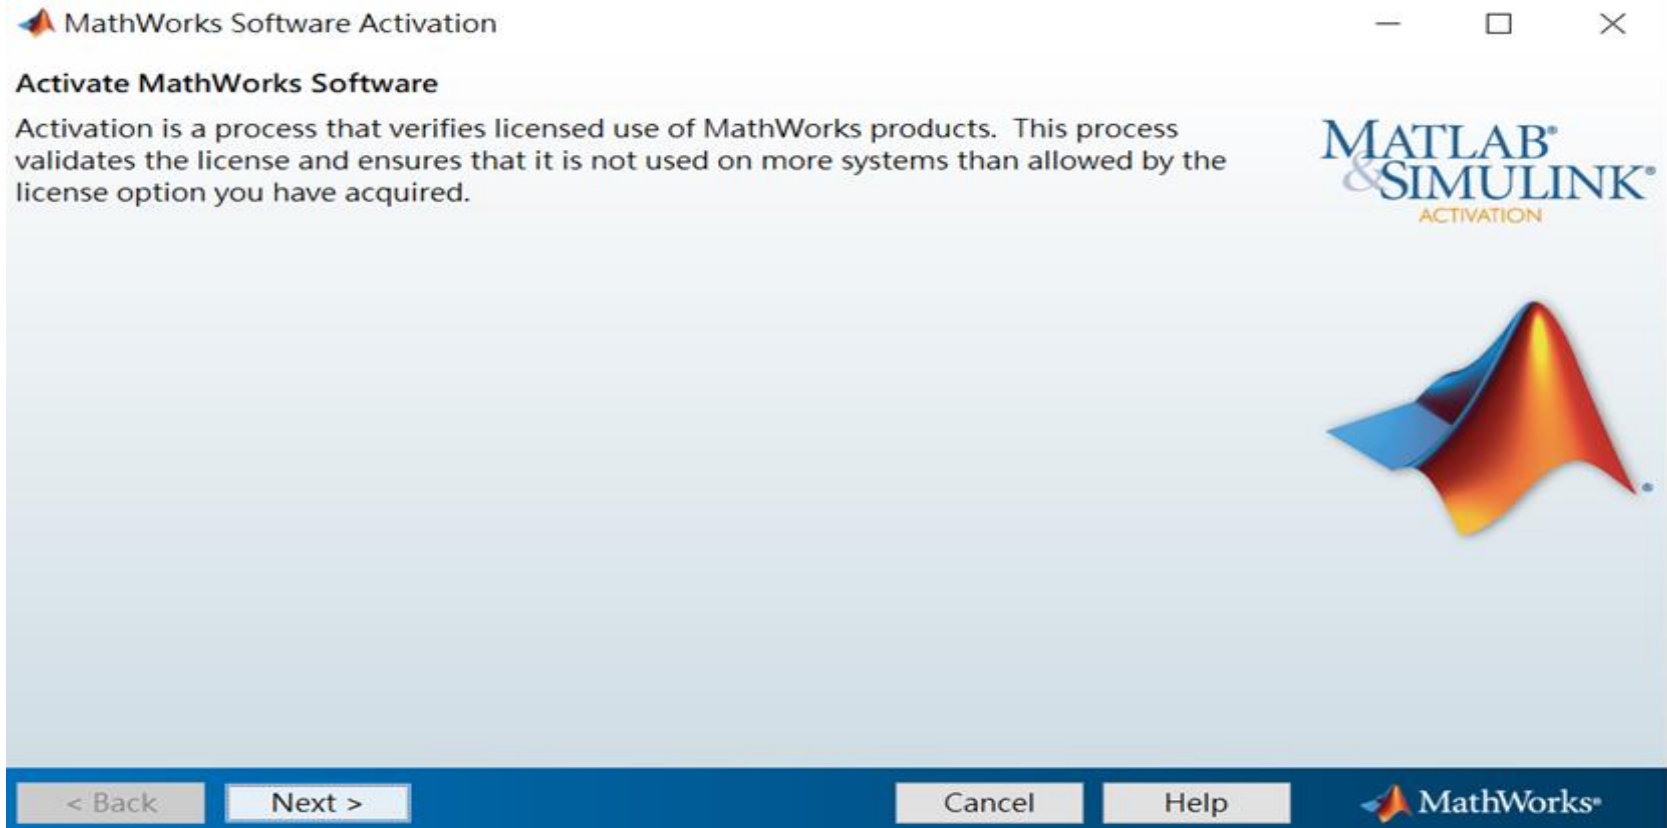 MathWorks Software Activation
Activate MathWorks Software
Activation is a process that verifies licensed use of MathWorks products.  This process
validates the license and ensures that it is not used on more systems than allowed by the
license option you have acquired.
MATLAB®
&SIMULINK®
ACTIVATION
®
< Back
Next >
Cancel
Help
MathWorks®